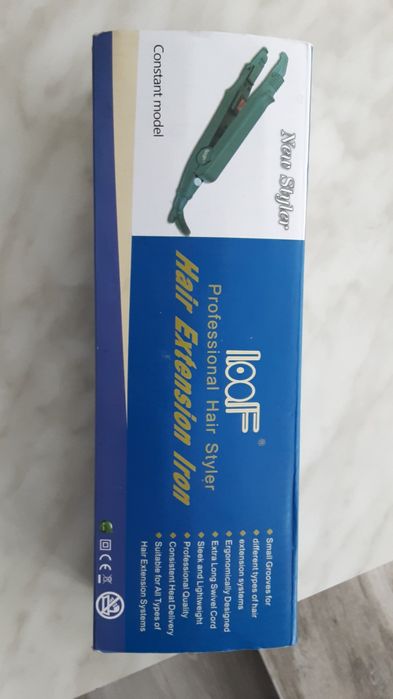 Constant model
New Styler
loof®
Professional Hair Styler
Hair Extension Iron
Small Grooves for
different types of hair
extension systems
Ergonomically Designed
Extra Long Swivel Cord
Sleek and Lightweight
Professional Quality
Consistent Heat Delivery
Suitable for All Types of
Hair Extension Systems
CE